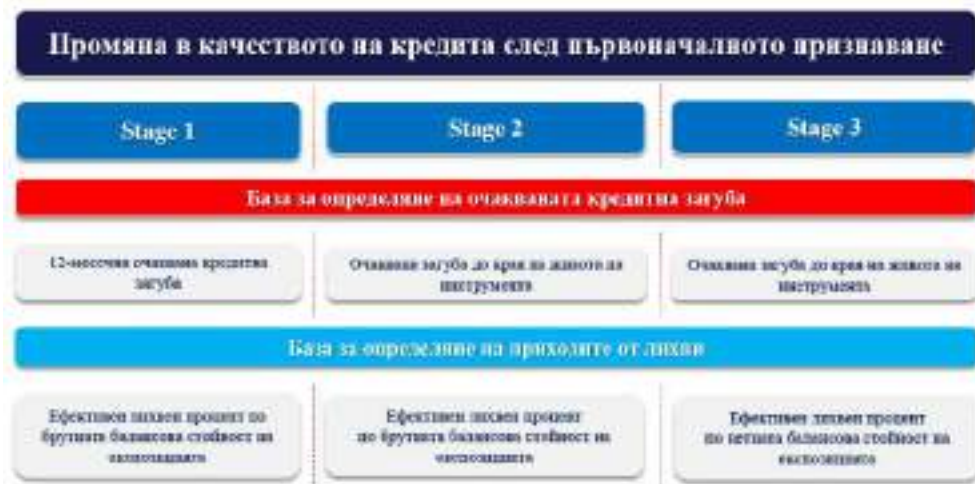 Промяна в качеството на кредита след първоначалното признаване
Stage 1
Stage 2
Stage 3
База за определяне на очакваната кредитна загуба
12-месечна очаквана кредитна
загуба
Очаквана загуба до края на живота на
инструмента
Очаквана загуба до края на живота на
инструмента
База за определяне на приходите от лихви
Ефективен лихвен процент по
брутната балансова стойност на
експозицията
Ефективен лихвен процент
по брутната балансова стойност на
експозицията
Ефективен лихвен процент
по нетната балансова стойност на
експозицията